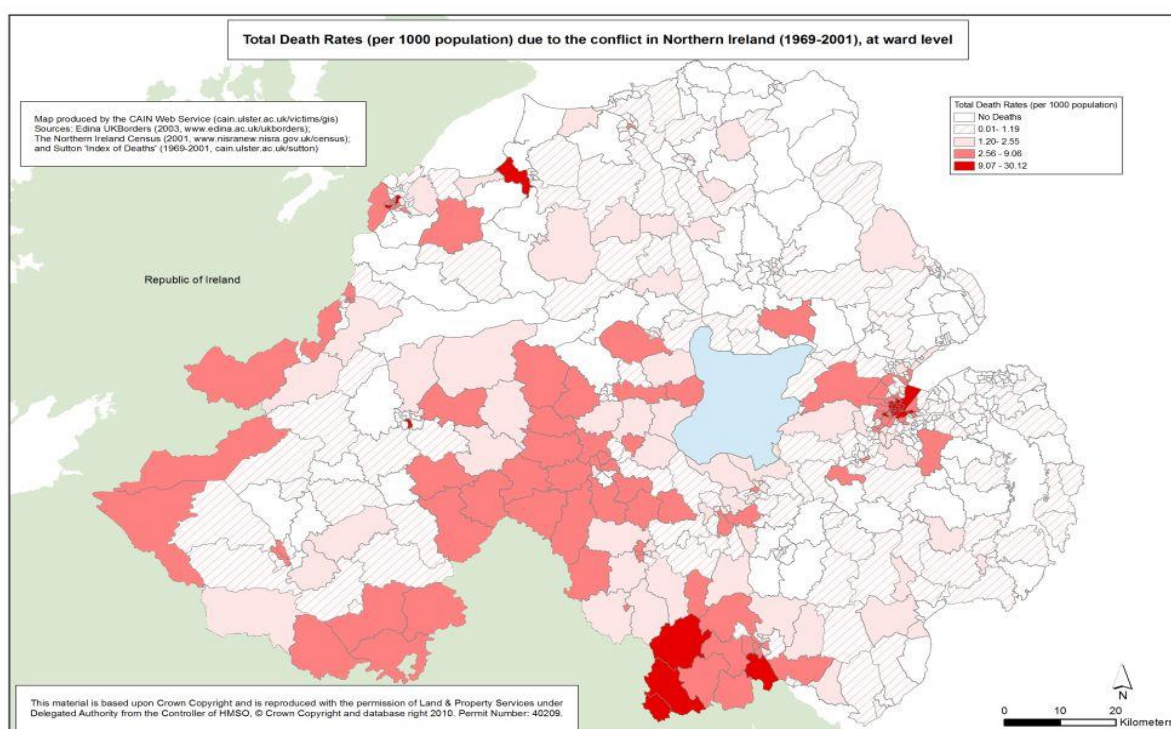 Total Death Rates (per 1000 population) due to the conflict in Northern Ireland (1969-2001), at ward level
Map produced by the CAIN Web Service (cain.ulster.ac.uk/victims/gis)
Sources: Edina UKBorders (2003, www.edina.ac.uk/ukborders);
The Northern Ireland Census (2001, www.nisranew.nisra.gov.uk/census);
and Sutton 'Index of Deaths' (1969-2001, cain.ulster.ac.uk/sutton)
Total Death Rates (per 1000 population)
No Deaths
0.01- 1.19
1.20- 2.55
2.56 - 9.06
9.07 - 30.12
Republic of Ireland
This material is based upon Crown Copyright and is reproduced with the permission of Land & Property Services under
Delegated Authority from the Controller of HMSO, © Crown Copyright and database right 2010. Permit Number: 40209.
N
0 10 20
Kilometers